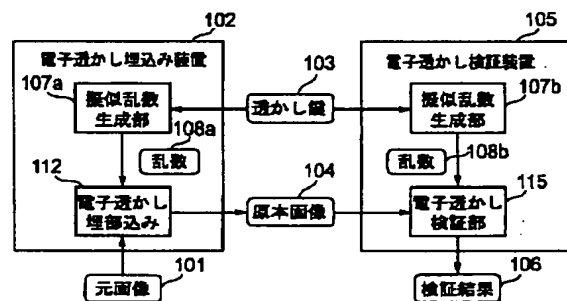 102
105
電子透かし埋込み装置
103
電子透かし検証装置
107a
擬似乱数
生成部
透かし鍵
擬似乱数
生成部
107b
108a
乱数
乱数
108b
112
104
電子透かし
埋部込み
原本画像
電子透かし
検証部
115
101
106
元画像
検証結果